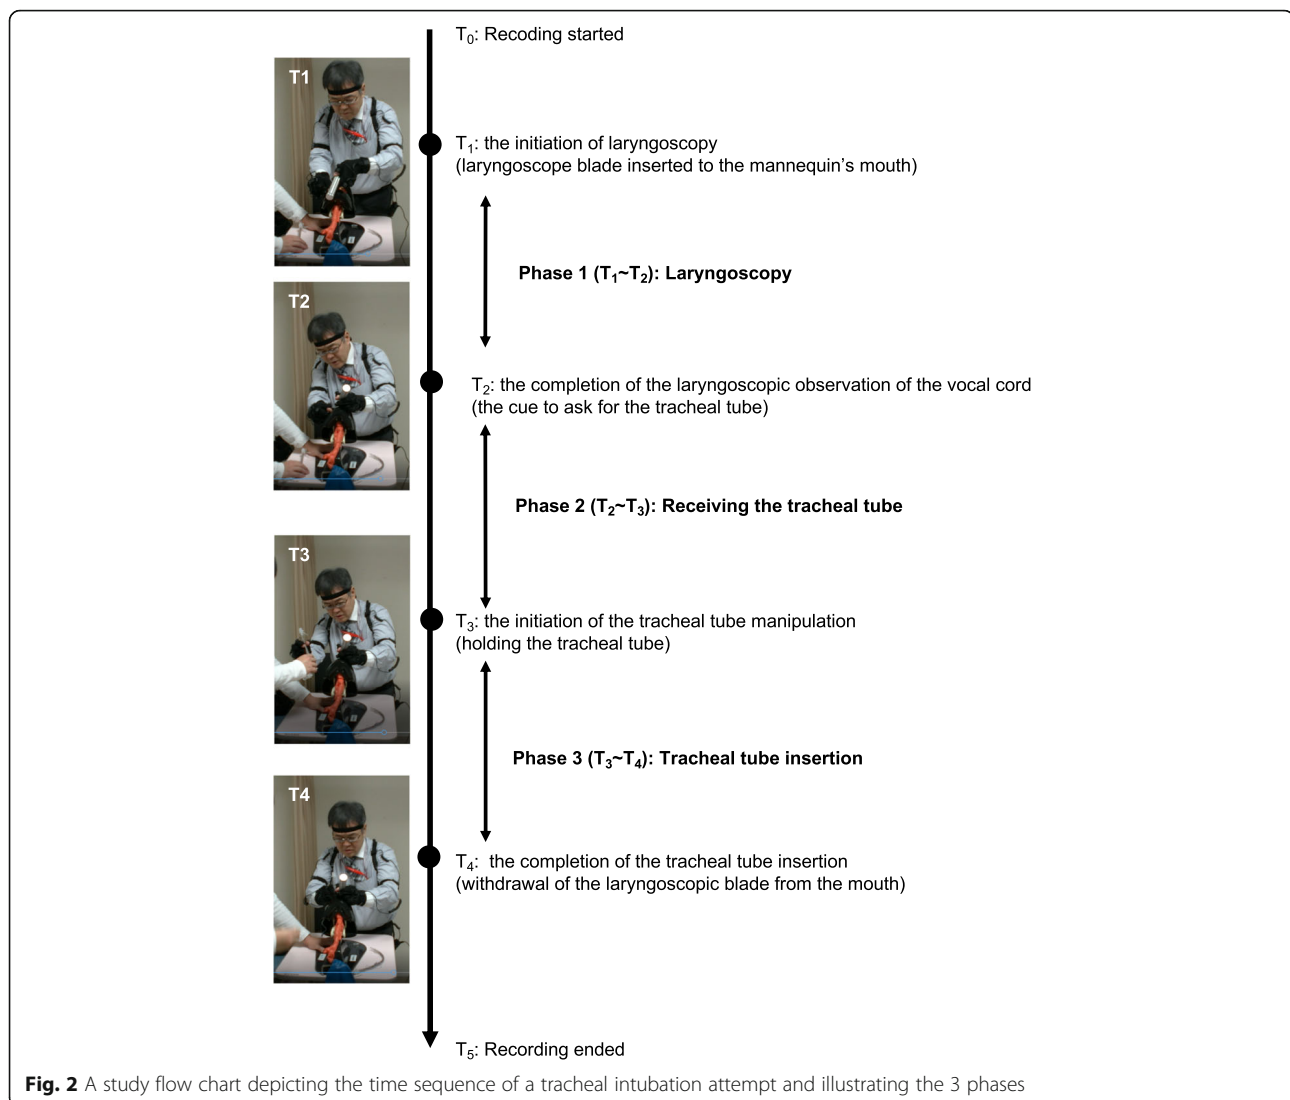 T₀: Recoding started
T1
T₁: the initiation of laryngoscopy
(laryngoscope blade inserted to the mannequin's mouth)
Phase 1 (T₁~T₂): Laryngoscopy
T2
T₂: the completion of the laryngoscopic observation of the vocal cord
(the cue to ask for the tracheal tube)
Phase 2 (T₂~T₃): Receiving the tracheal tube
T3
T₃: the initiation of the tracheal tube manipulation
(holding the tracheal tube)
Phase 3 (T₃~T₄): Tracheal tube insertion
T4
T₄: the completion of the tracheal tube insertion
(withdrawal of the laryngoscopic blade from the mouth)
T₅: Recording ended
Fig. 2 A study flow chart depicting the time sequence of a tracheal intubation attempt and illustrating the 3 phases